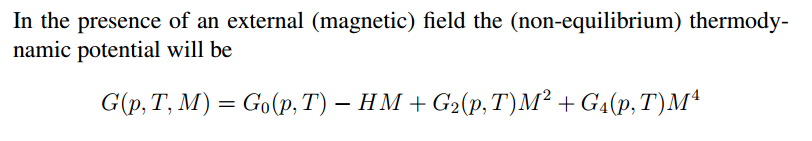 In the presence of an external (magnetic) field the (non-equilibrium) thermody-
namic potential will be
G(p, T, M) = G₀(p, T) − HM + G₂(p, T)M² + G₄(p, T)M⁴